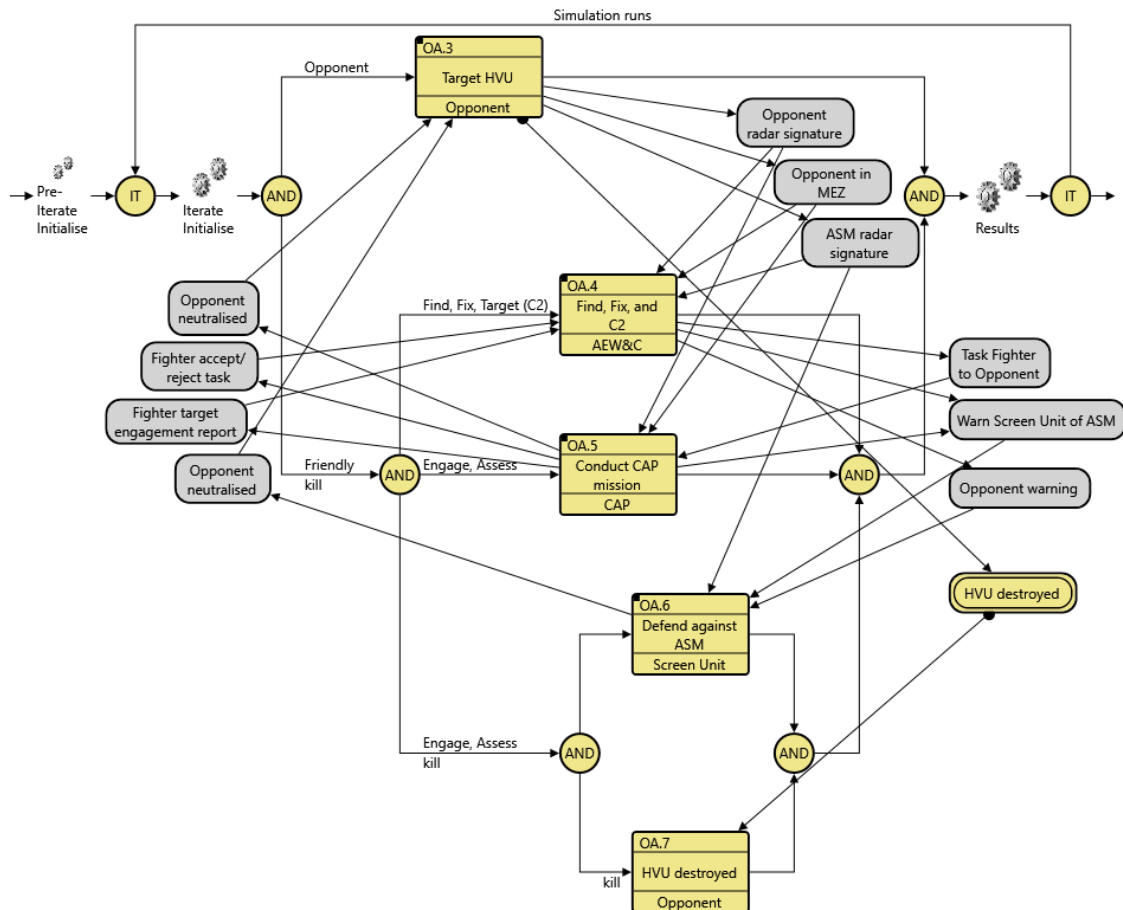 Simulation runs
OA.3
Target HVU
Opponent
Opponent
Opponent
radar signature
Pre-
Iterate
Initialise
IT
Iterate
Initialise
AND
Opponent in
MEZ
AND
Results
IT
ASM radar
signature
OA.4
Find, Fix, and
C2
AEW&C
Find, Fix, Target (C2)
Opponent
neutralised
Fighter accept/
reject task
Task Fighter
to Opponent
Fighter target
engagement report
Warn Screen Unit of ASM
OA.5
Conduct CAP
mission
CAP
Opponent
neutralised
Friendly
kill
AND
Engage, Assess
AND
Opponent warning
HVU destroyed
OA.6
Defend against
ASM
Screen Unit
Engage, Assess
kill
AND
AND
OA.7
HVU destroyed
Opponent
kill